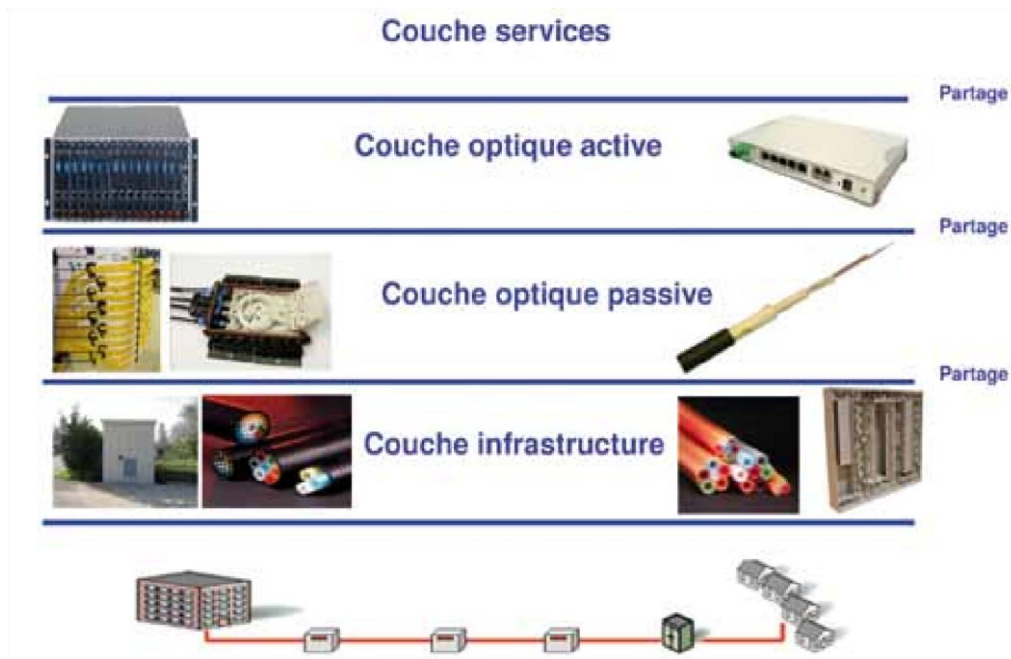 Couche services
Partage
Couche optique active
Partage
Couche optique passive
Partage
Couche infrastructure